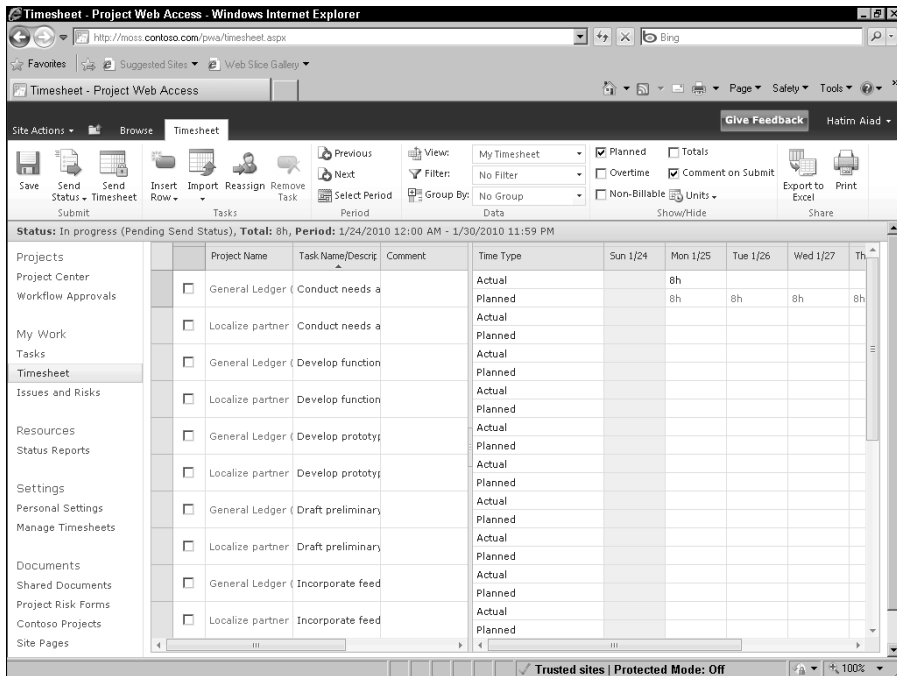 Timesheet - Project Web Access - Windows Internet Explorer
http://moss.contoso.com/pwa/timesheet.aspx
Bing
Favorites Suggested Sites Web Slice Gallery
Timesheet - Project Web Access
Page Safety Tools
Site Actions Browse Timesheet Give Feedback Hatim Aiad
Save
Send Status
Send Timesheet
Submit
Insert Row
Import
Reassign
Remove Task
Tasks
Previous
Next
Select Period
Period
View: My Timesheet
Filter: No Filter
Group By: No Group
Data
Planned Totals
Overtime Comment on Submit
Non-Billable Units
Show/Hide
Export to Excel
Print
Share
Status: In progress (Pending Send Status), Total: 8h, Period: 1/24/2010 12:00 AM - 1/30/2010 11:59 PM
Projects
Project Center
Workflow Approvals
My Work
Tasks
Timesheet
Issues and Risks
Resources
Status Reports
Settings
Personal Settings
Manage Timesheets
Documents
Shared Documents
Project Risk Forms
Contoso Projects
Site Pages
Project Name Task Name/Descrip Comment Time Type Sun 1/24 Mon 1/25 Tue 1/26 Wed 1/27 Th
General Ledger ( Conduct needs a Actual 8h
Planned 8h 8h 8h 8h
Localize partner Conduct needs a Actual
Planned
General Ledger ( Develop function Actual
Planned
Localize partner Develop function Actual
Planned
General Ledger ( Develop prototyp Actual
Planned
Localize partner Develop prototyp Actual
Planned
General Ledger ( Draft preliminary Actual
Planned
Localize partner Draft preliminary Actual
Planned
General Ledger ( Incorporate feed Actual
Planned
Localize partner Incorporate feed Actual
Planned
Trusted sites | Protected Mode: Off 100%